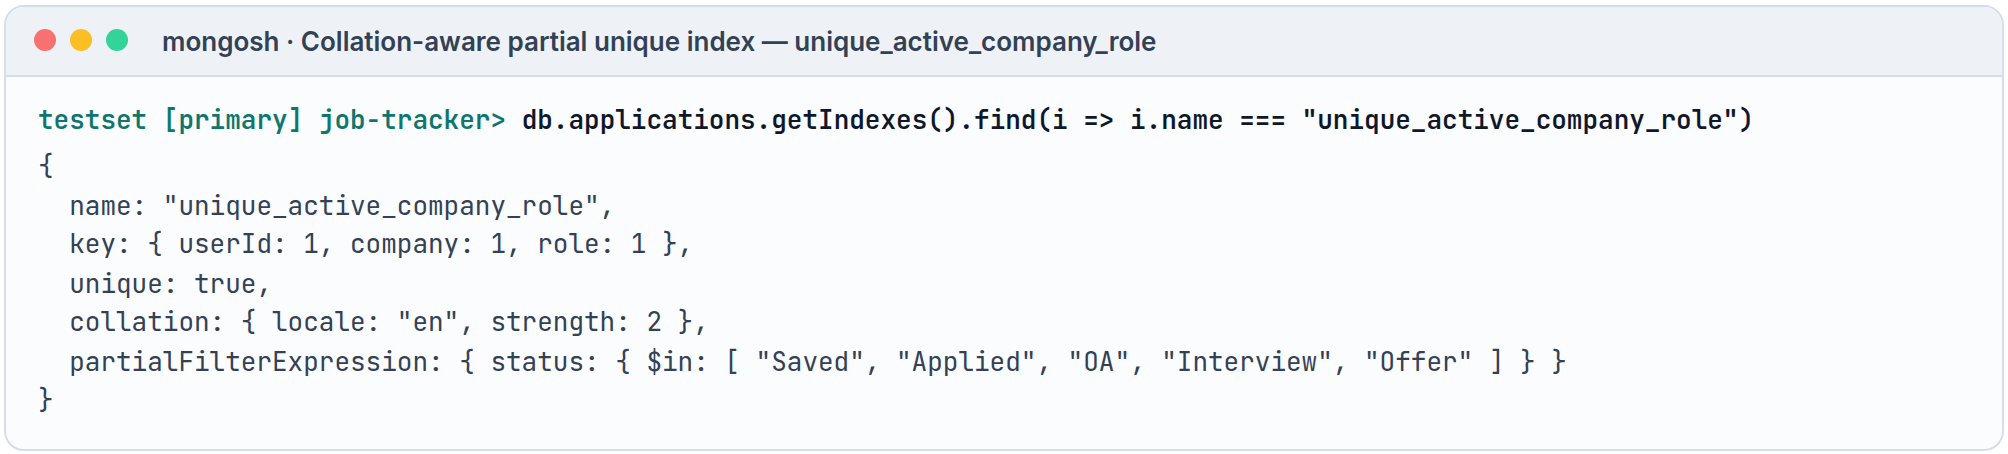 mongosh · Collation-aware partial unique index — unique_active_company_role
testset [primary] job-tracker> db.applications.getIndexes().find(i => i.name === "unique_active_company_role")
{
  name: "unique_active_company_role",
  key: { userId: 1, company: 1, role: 1 },
  unique: true,
  collation: { locale: "en", strength: 2 },
  partialFilterExpression: { status: { $in: [ "Saved", "Applied", "OA", "Interview", "Offer" ] } }
}